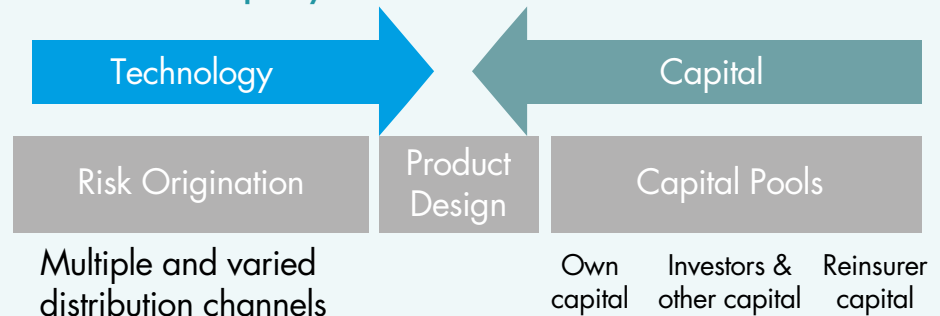 Technology
Capital
Risk Origination
Product
Design
Capital Pools
Multiple and varied
distribution channels
Own
capital
Investors &
other capital
Reinsurer
capital